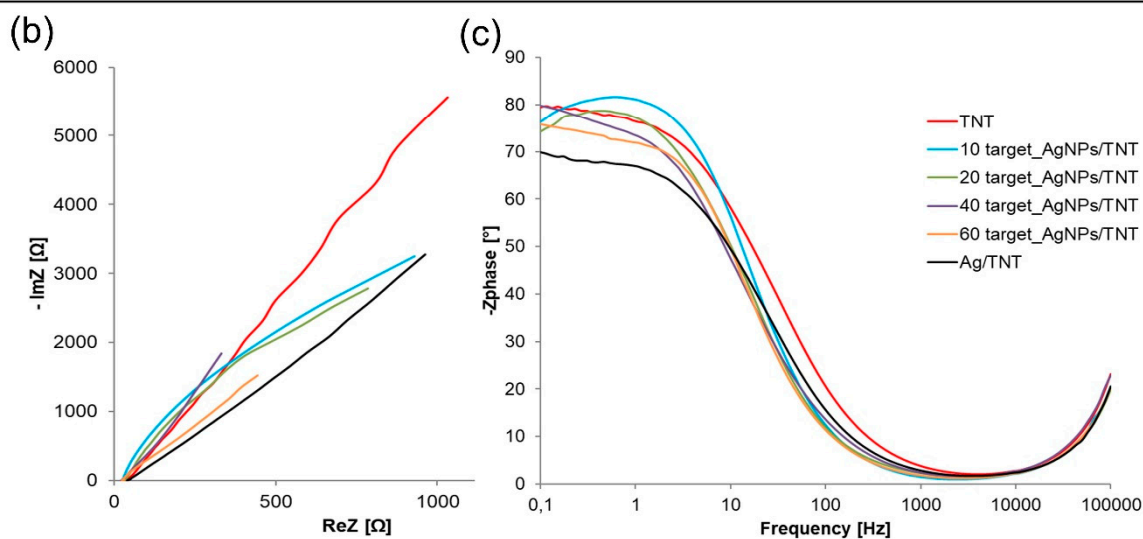 (b)
6000
5000
4000
3000
2000
1000
0
- ImZ [Ω]
0
500
1000
ReZ [Ω]
(c)
90
80
70
60
50
40
30
20
10
0
-Zphase [°]
0,1
1
10
100
1000
10000
100000
Frequency [Hz]
TNT
10 target_AgNPs/TNT
20 target_AgNPs/TNT
40 target_AgNPs/TNT
60 target_AgNPs/TNT
Ag/TNT